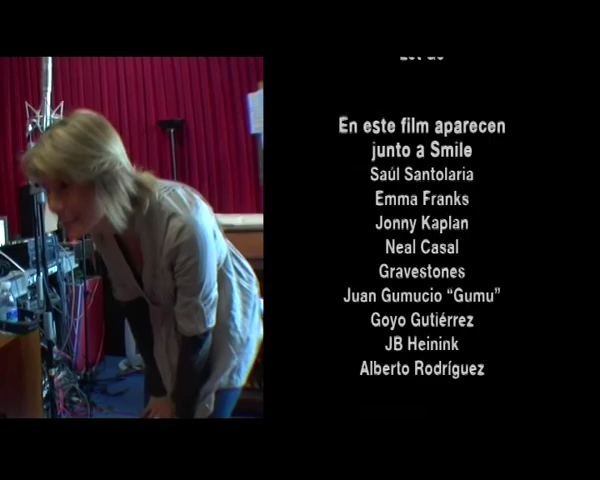 En este film aparecen
junto a Smile
Saúl Santolaria
Emma Franks
Jonny Kaplan
Neal Casal
Gravestones
Juan Gumucio “Gumu”
Goyo Gutiérrez
JB Heinink
Alberto Rodríguez